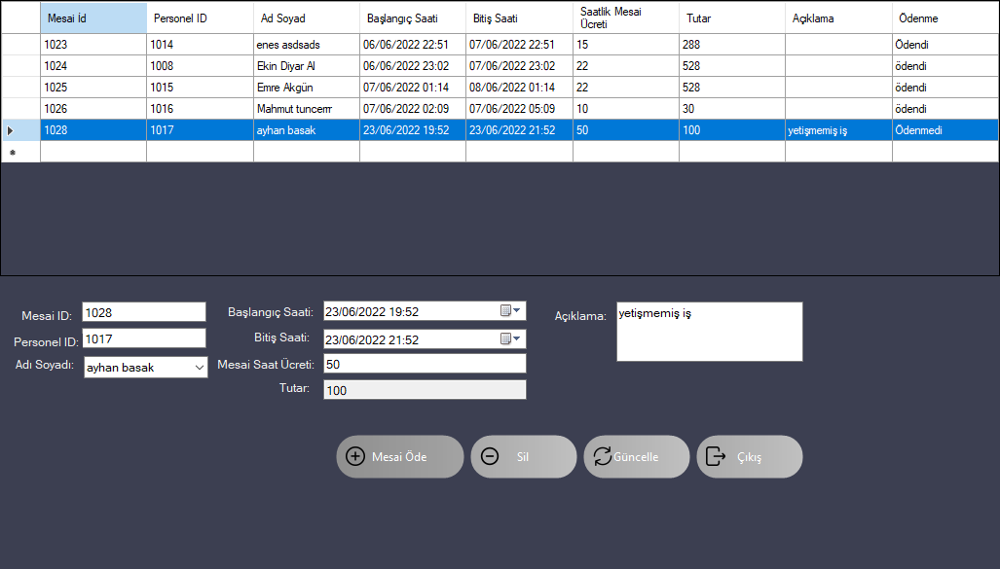 Mesai İd Personel ID Ad Soyad Başlangıç Saati Bitiş Saati Saatlik Mesai Ücreti Tutar Açıklama Ödenme
1023 1014 enes asdsads 06/06/2022 22:51 07/06/2022 22:51 15 288 Ödendi
1024 1008 Ekin Diyar Al 06/06/2022 23:02 07/06/2022 23:02 22 528 ödendi
1025 1015 Emre Akgün 07/06/2022 01:14 08/06/2022 01:14 22 528 ödendi
1026 1016 Mahmut tuncerrr 07/06/2022 02:09 07/06/2022 05:09 10 30 ödendi
1028 1017 ayhan basak 23/06/2022 19:52 23/06/2022 21:52 50 100 yetişmemiş iş Ödenmedi
Mesai ID: 1028
Personel ID: 1017
Adı Soyadı: ayhan basak
Başlangıç Saati: 23/06/2022 19:52
Bitiş Saati: 23/06/2022 21:52
Mesai Saat Ücreti: 50
Tutar: 100
Açıklama: yetişmemiş iş
Mesai Öde Sil Güncelle Çıkış